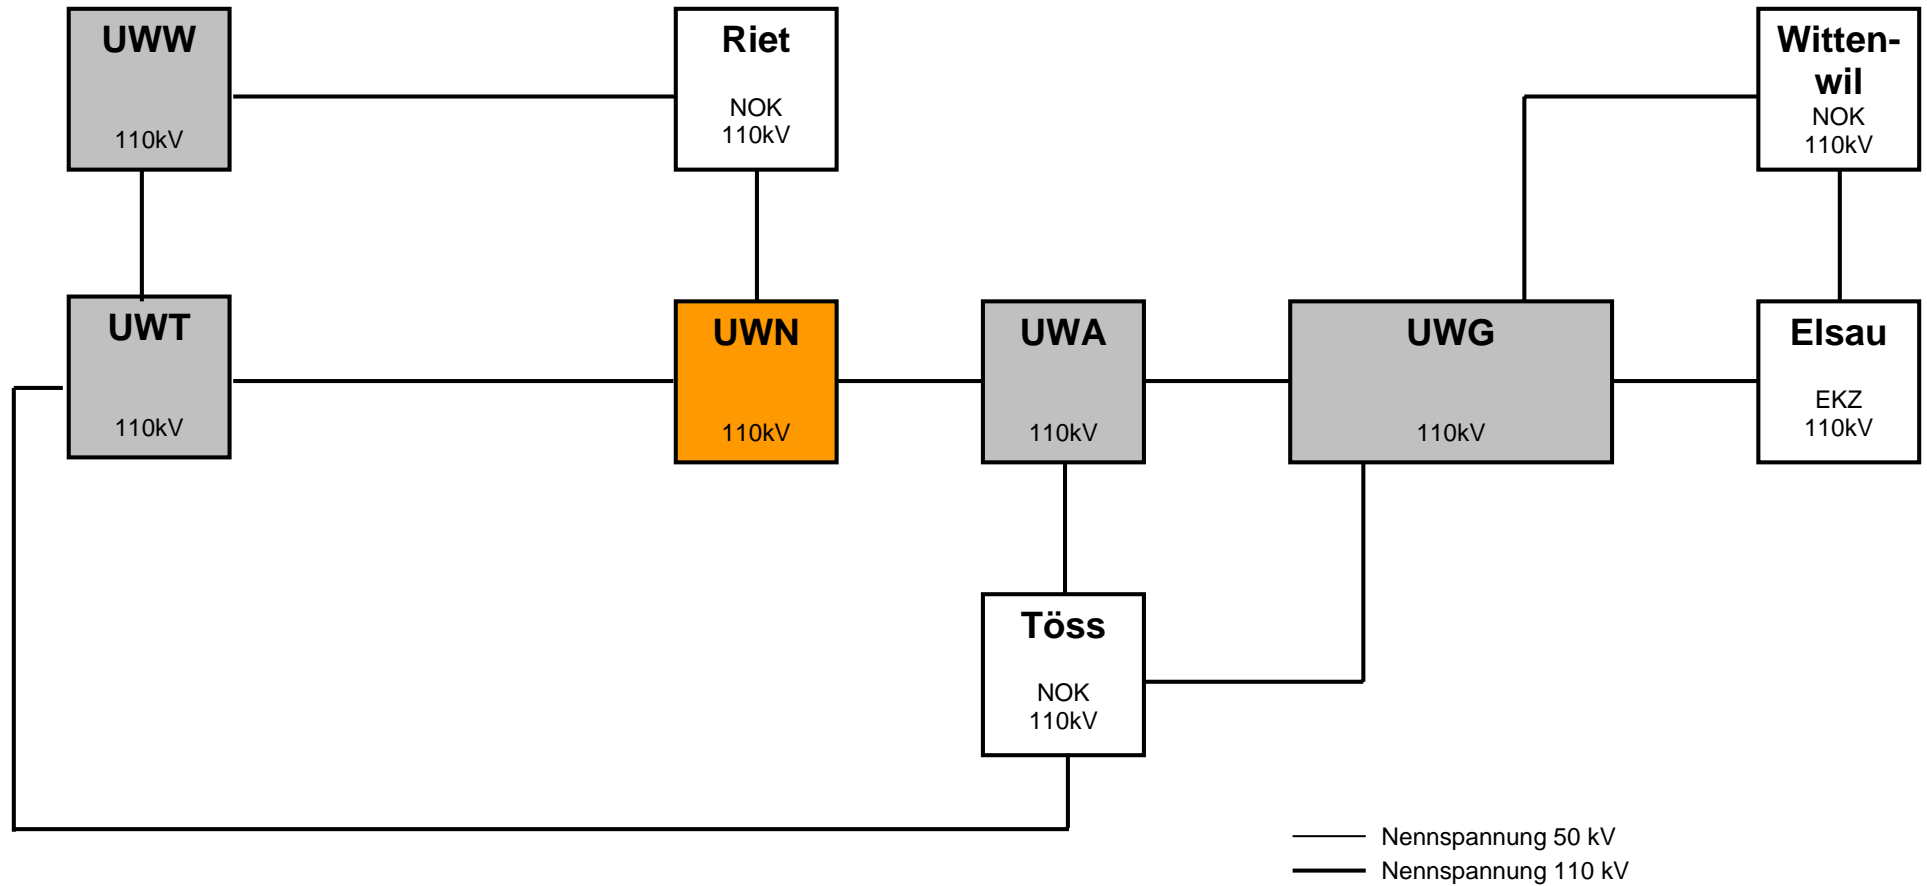 UWW
110kV
Riet
NOK
110kV
Witten-
wil
NOK
110kV
UWT
110kV
UWN
110kV
UWA
110kV
UWG
110kV
Elsau
EKZ
110kV
Töss
NOK
110kV
Nennspannung 50 kV
Nennspannung 110 kV